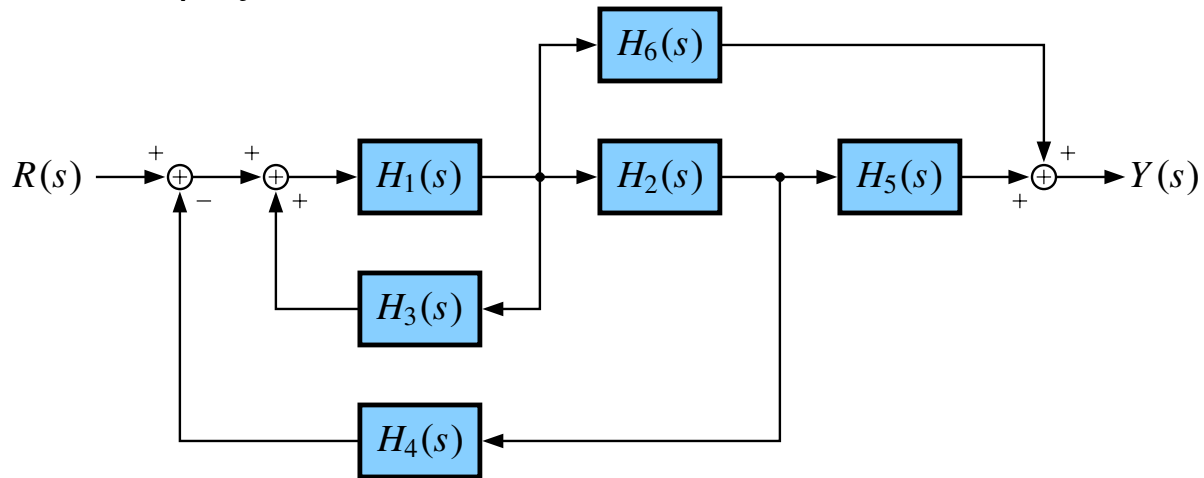 H₆(s)
+ + +
R(s) + H₁(s) + H₂(s) H₅(s) + Y(s)
− + +
H₃(s)
H₄(s)